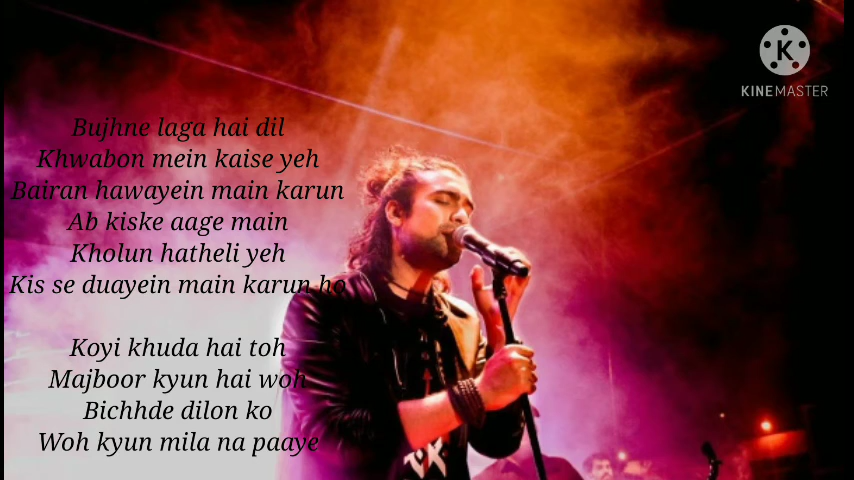 K
KINEMASTER
Bujhne laga hai dil
Khwabon mein kaise yeh
Bairan hawayein main karun
Ab kiske aage main
Kholun hatheli yeh
Kis se duayein main karun ho
Koyi khuda hai toh
Majboor kyun hai woh
Bichhde dilon ko
Woh kyun mila na paaye